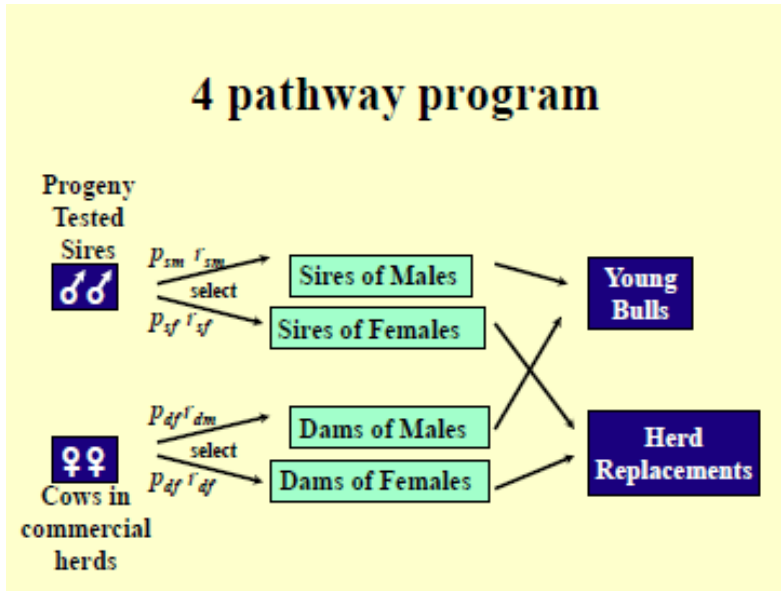 4 pathway program
Progeny
Tested
Sires
♂♂
p_sm r_sm
select
p_sf r_sf
Sires of Males
Sires of Females
Young
Bulls
p_df r_dm
select
p_df r_df
♀♀
Cows in
commercial
herds
Dams of Males
Dams of Females
Herd
Replacements